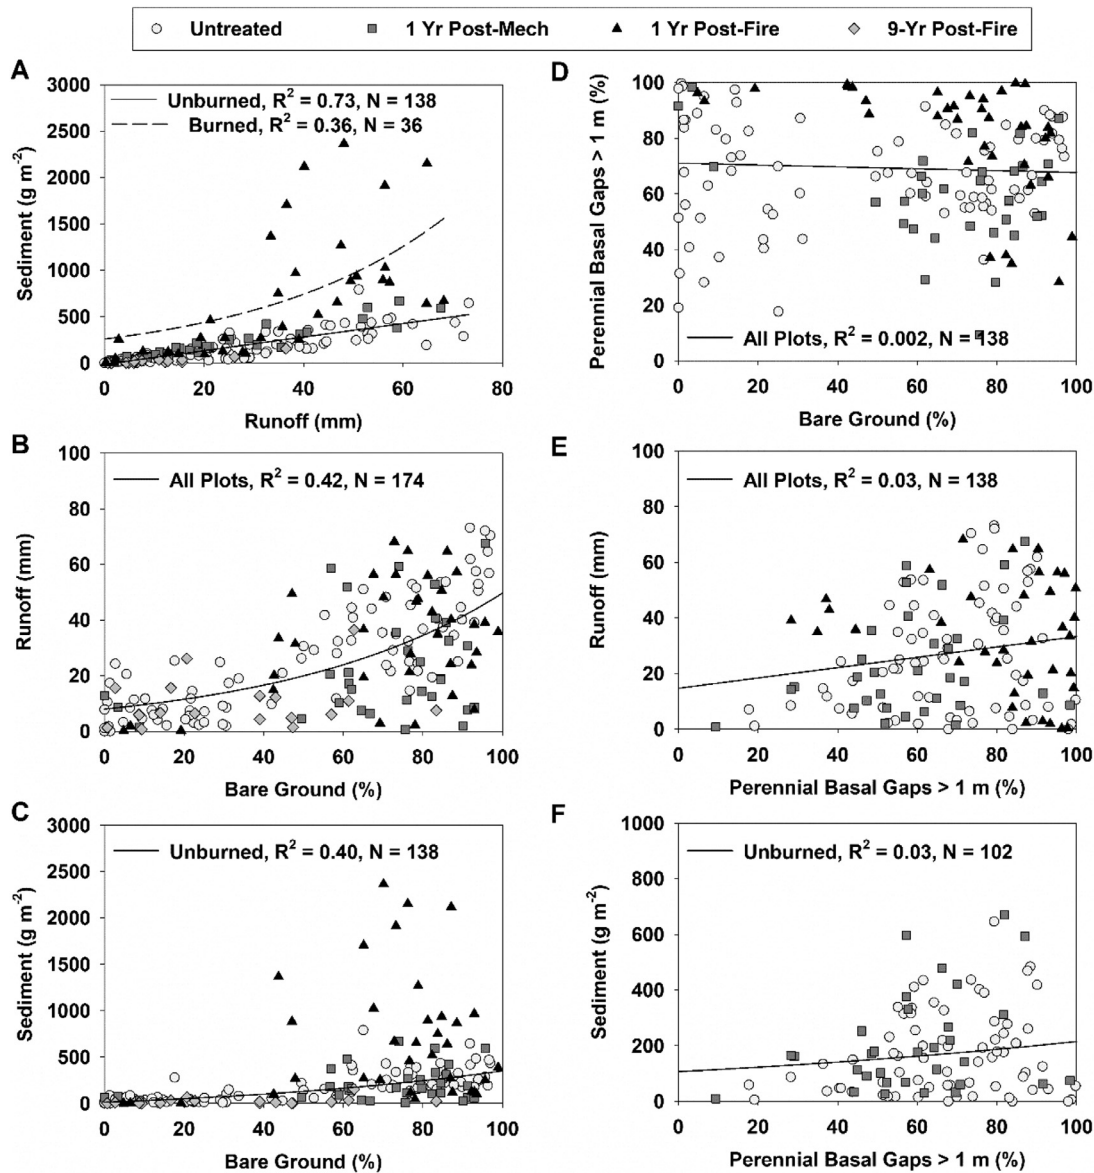 Untreated 1 Yr Post-Mech 1 Yr Post-Fire 9-Yr Post-Fire
A
3000
2500
2000
1500
1000
500
0
Sediment (g m⁻²)
Unburned, R² = 0.73, N = 138
Burned, R² = 0.36, N = 36
0 20 40 60 80
Runoff (mm)
B
100
80
60
40
20
0
Runoff (mm)
All Plots, R² = 0.42, N = 174
0 20 40 60 80 100
Bare Ground (%)
C
3000
2500
2000
1500
1000
500
0
Sediment (g m⁻²)
Unburned, R² = 0.40, N = 138
0 20 40 60 80 100
Bare Ground (%)
D
100
80
60
40
20
0
Perennial Basal Gaps > 1 m (%)
All Plots, R² = 0.002, N = 138
0 20 40 60 80 100
Bare Ground (%)
E
100
80
60
40
20
0
Runoff (mm)
All Plots, R² = 0.03, N = 138
0 20 40 60 80 100
Perennial Basal Gaps > 1 m (%)
F
1000
800
600
400
200
0
Sediment (g m⁻²)
Unburned, R² = 0.03, N = 102
0 20 40 60 80 100
Perennial Basal Gaps > 1 m (%)